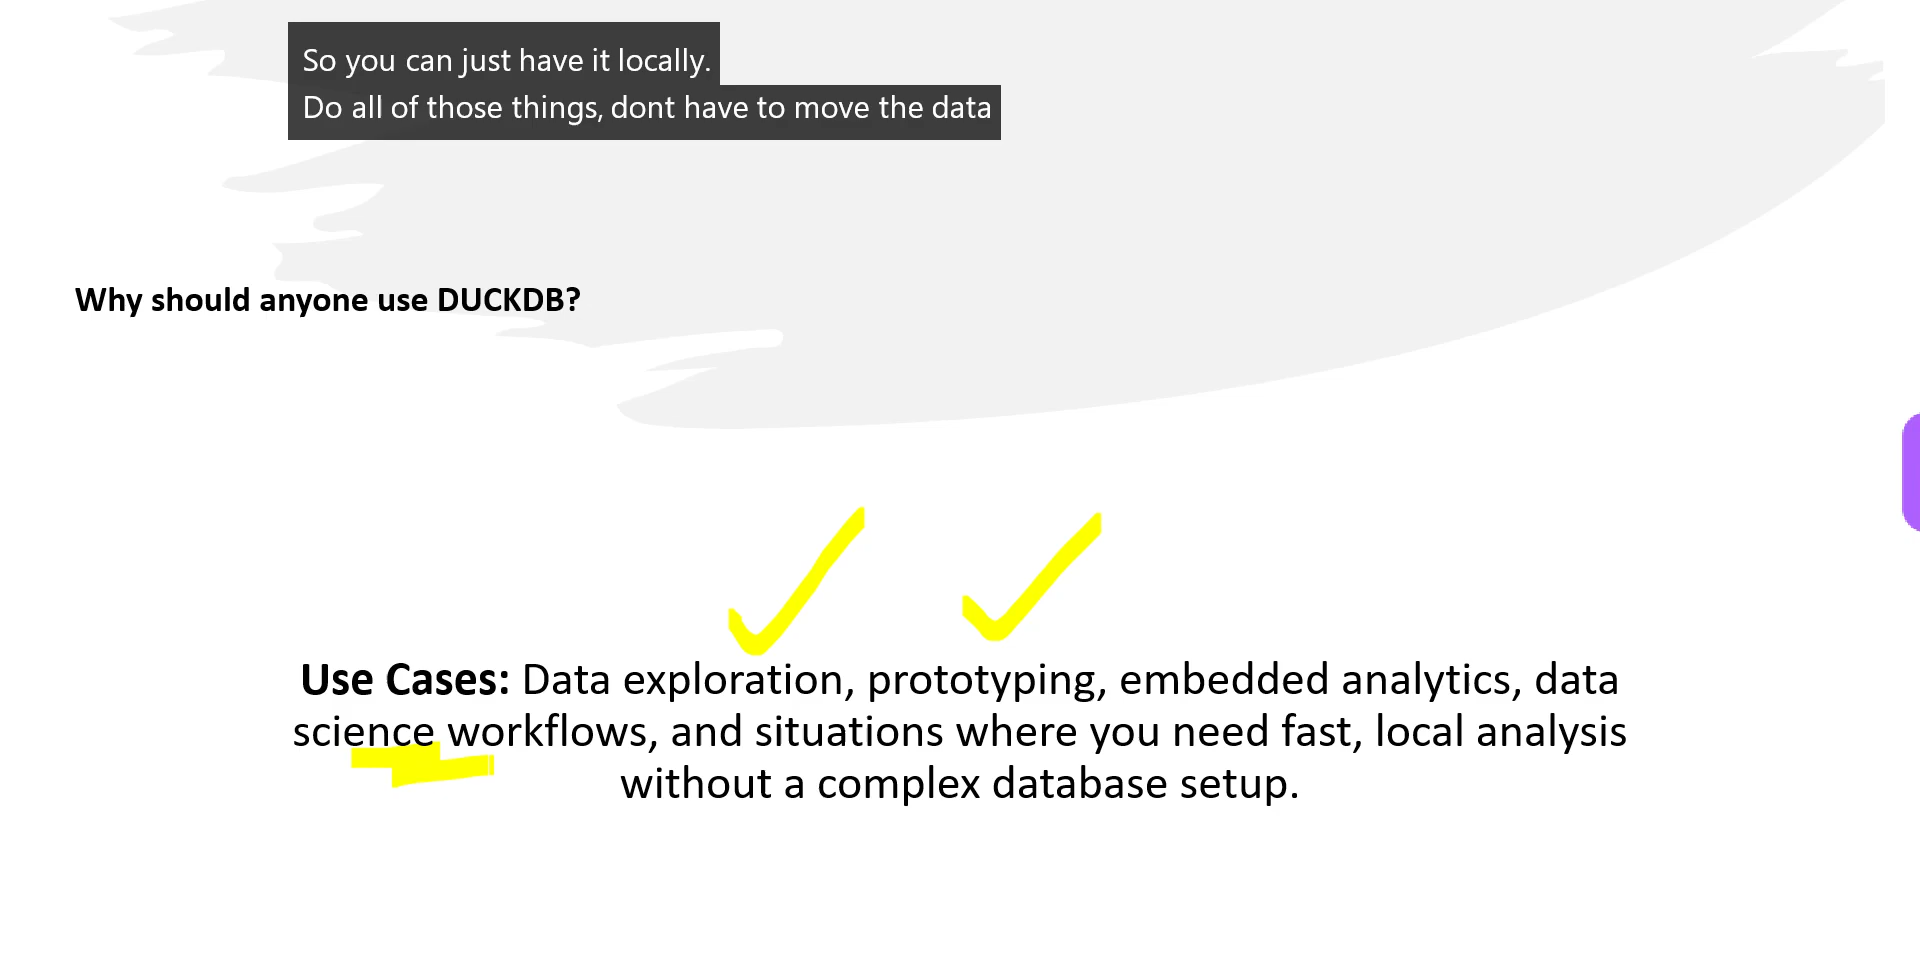 So you can just have it locally.
Do all of those things, dont have to move the data
Why should anyone use DUCKDB?
Use Cases: Data exploration, prototyping, embedded analytics, data
science workflows, and situations where you need fast, local analysis
without a complex database setup.